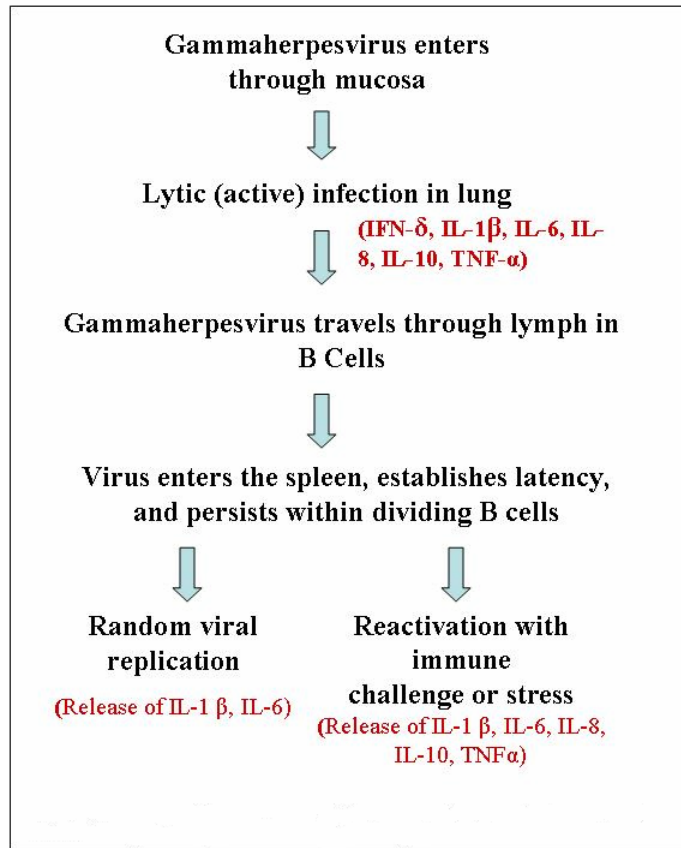 Gammaherpesvirus enters
through mucosa
Lytic (active) infection in lung
(IFN-δ, IL-1β, IL-6, IL-
8, IL-10, TNF-α)
Gammaherpesvirus travels through lymph in
B Cells
Virus enters the spleen, establishes latency,
and persists within dividing B cells
Random viral
replication
(Release of IL-1 β, IL-6)
Reactivation with
immune
challenge or stress
(Release of IL-1 β, IL-6, IL-8,
IL-10, TNFα)